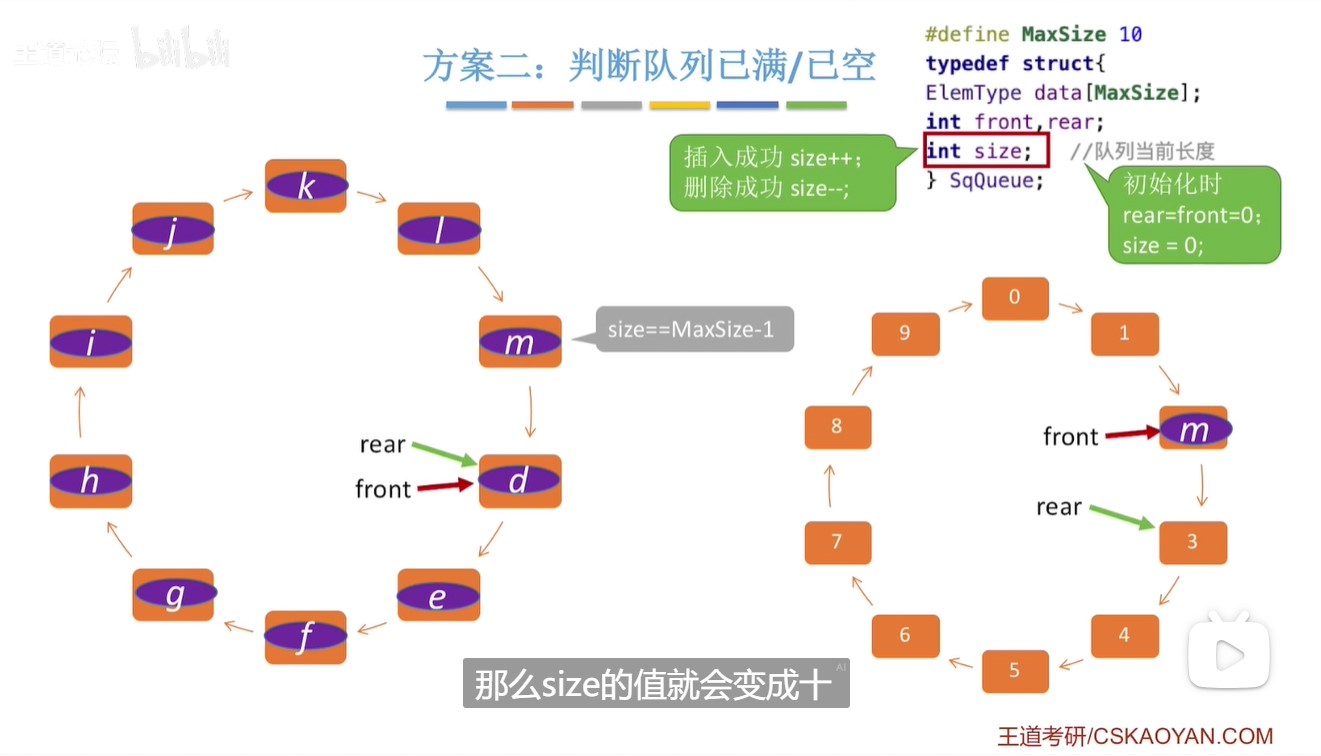 王道论坛 bilibili
方案二：判断队列已满/已空
#define MaxSize 10
typedef struct{
ElemType data[MaxSize];
int front,rear;
int size; //队列当前长度
} SqQueue;
插入成功 size++；
删除成功 size--;
初始化时
rear=front=0；
size = 0;
k
j
l
i
m
size==MaxSize-1
rear
front
d
h
g
e
f
0
9
1
8
front
m
rear
7
3
6
4
5
那么size的值就会变成十
AI
王道考研/CSKAOYAN.COM